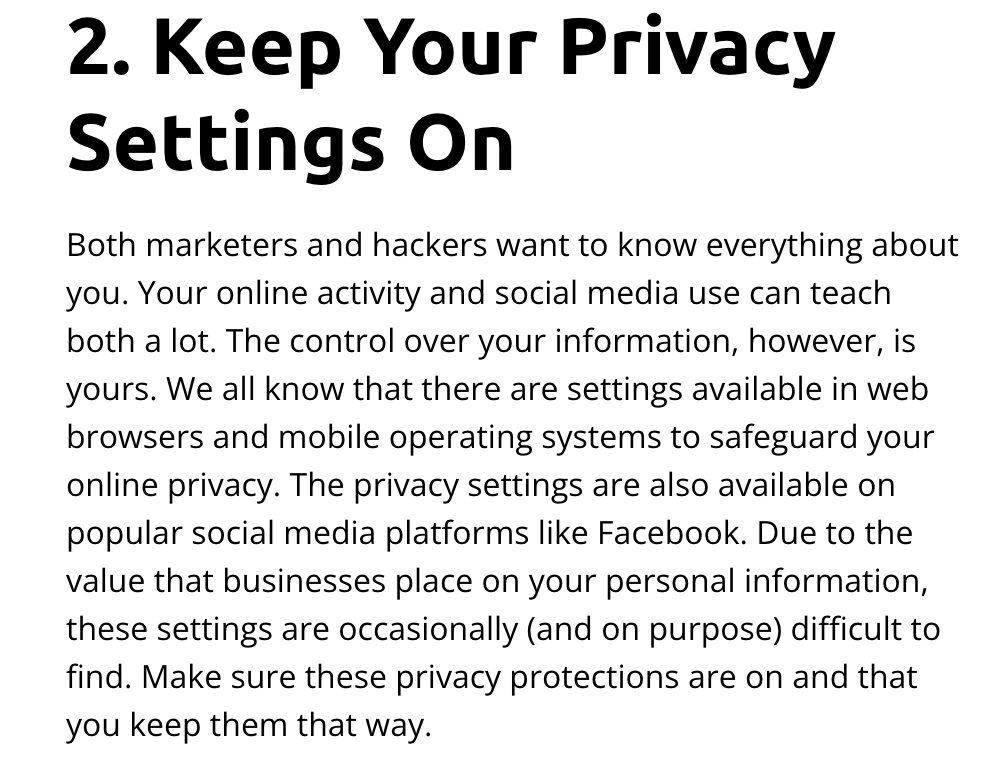 2. Keep Your Privacy
Settings On
Both marketers and hackers want to know everything about
you. Your online activity and social media use can teach
both a lot. The control over your information, however, is
yours. We all know that there are settings available in web
browsers and mobile operating systems to safeguard your
online privacy. The privacy settings are also available on
popular social media platforms like Facebook. Due to the
value that businesses place on your personal information,
these settings are occasionally (and on purpose) difficult to
find. Make sure these privacy protections are on and that
you keep them that way.